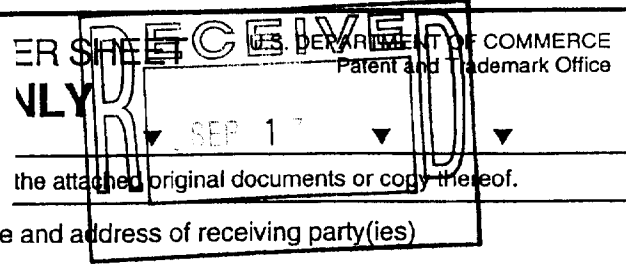 RECEIVED
ER SHEET U.S. DEPARTMENT OF COMMERCE
Patent and Trademark Office
NLY
SEP 1
the attached original documents or copy thereof.
e and address of receiving party(ies)